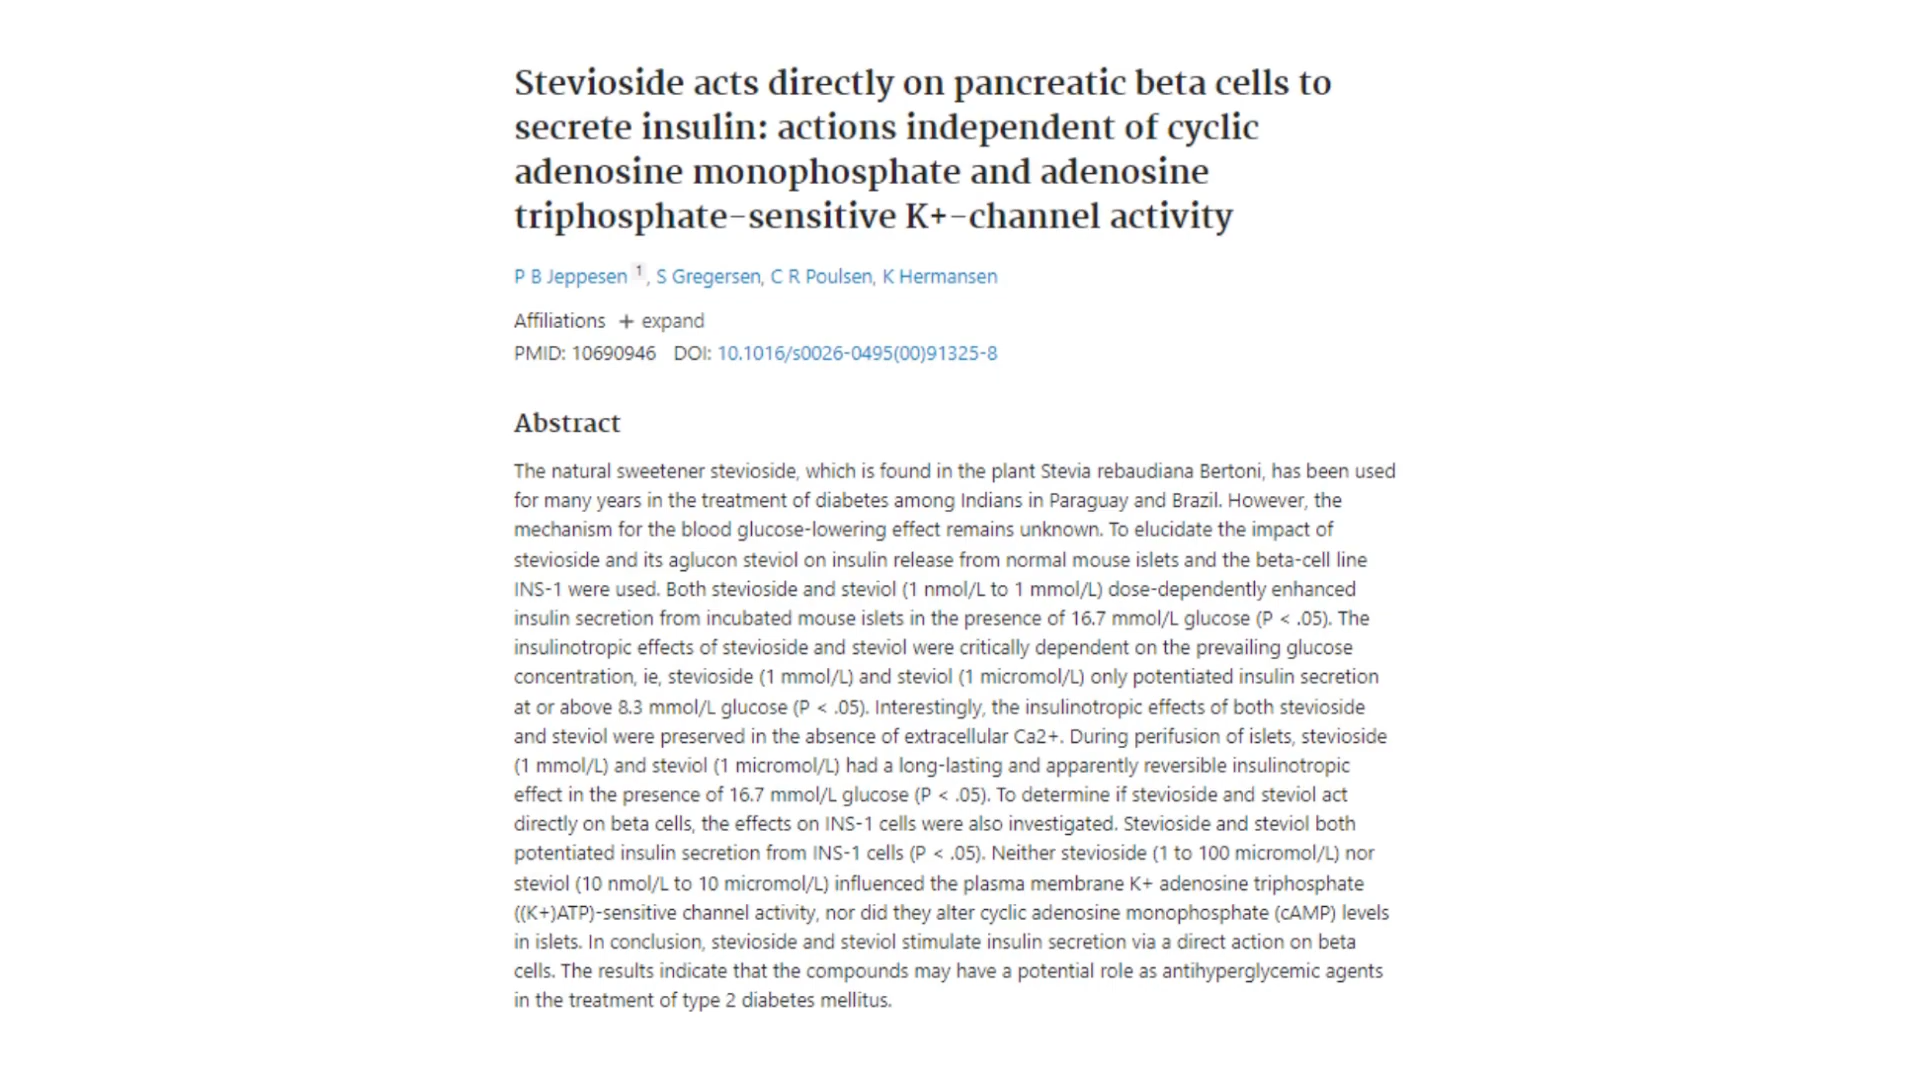 Stevioside acts directly on pancreatic beta cells to
secrete insulin: actions independent of cyclic
adenosine monophosphate and adenosine
triphosphate-sensitive K+-channel activity
P B Jeppesen 1, S Gregersen, C R Poulsen, K Hermansen
Affiliations + expand
PMID: 10690946 DOI: 10.1016/s0026-0495(00)91325-8
Abstract
The natural sweetener stevioside, which is found in the plant Stevia rebaudiana Bertoni, has been used
for many years in the treatment of diabetes among Indians in Paraguay and Brazil. However, the
mechanism for the blood glucose-lowering effect remains unknown. To elucidate the impact of
stevioside and its aglucon steviol on insulin release from normal mouse islets and the beta-cell line
INS-1 were used. Both stevioside and steviol (1 nmol/L to 1 mmol/L) dose-dependently enhanced
insulin secretion from incubated mouse islets in the presence of 16.7 mmol/L glucose (P < .05). The
insulinotropic effects of stevioside and steviol were critically dependent on the prevailing glucose
concentration, ie, stevioside (1 mmol/L) and steviol (1 micromol/L) only potentiated insulin secretion
at or above 8.3 mmol/L glucose (P < .05). Interestingly, the insulinotropic effects of both stevioside
and steviol were preserved in the absence of extracellular Ca2+. During perifusion of islets, stevioside
(1 mmol/L) and steviol (1 micromol/L) had a long-lasting and apparently reversible insulinotropic
effect in the presence of 16.7 mmol/L glucose (P < .05). To determine if stevioside and steviol act
directly on beta cells, the effects on INS-1 cells were also investigated. Stevioside and steviol both
potentiated insulin secretion from INS-1 cells (P < .05). Neither stevioside (1 to 100 micromol/L) nor
steviol (10 nmol/L to 10 micromol/L) influenced the plasma membrane K+ adenosine triphosphate
((K+)ATP)-sensitive channel activity, nor did they alter cyclic adenosine monophosphate (cAMP) levels
in islets. In conclusion, stevioside and steviol stimulate insulin secretion via a direct action on beta
cells. The results indicate that the compounds may have a potential role as antihyperglycemic agents
in the treatment of type 2 diabetes mellitus.